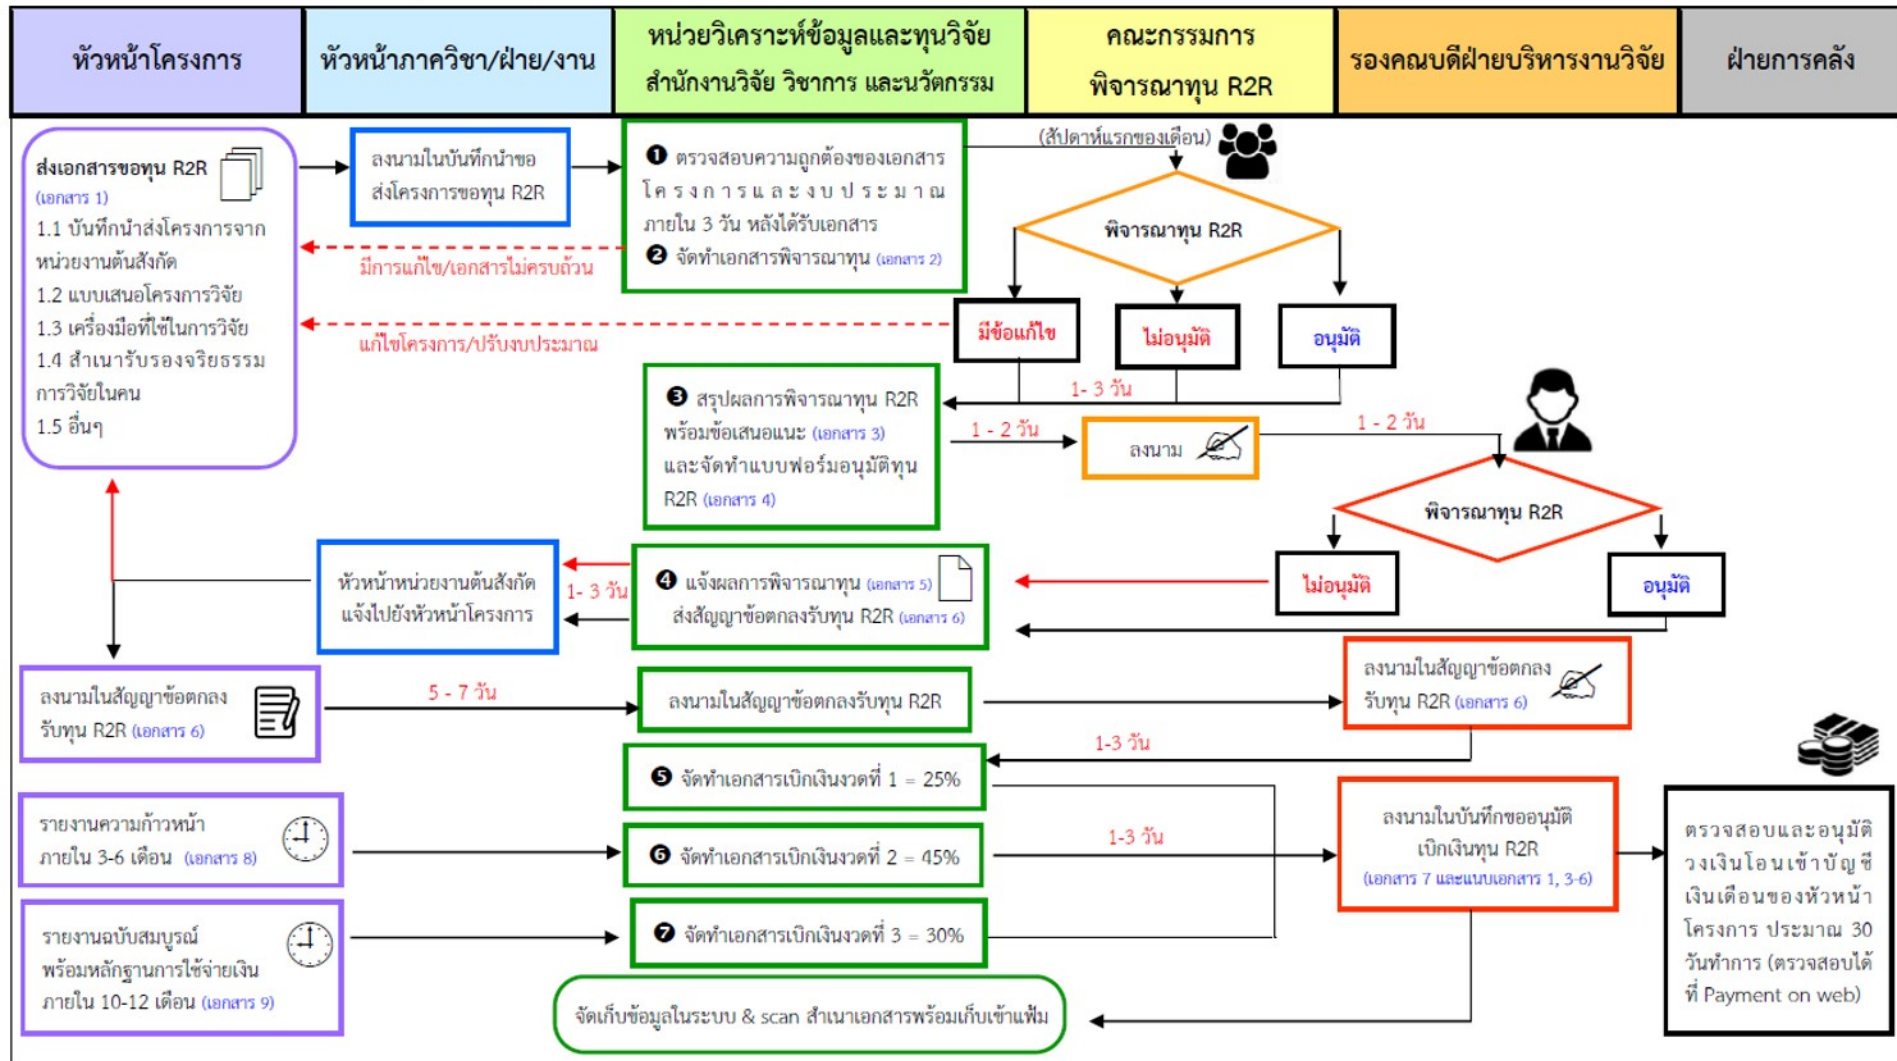 หัวหน้าโครงการ
หัวหน้าภาควิชา/ฝ่าย/งาน
หน่วยวิเคราะห์ข้อมูลและทุนวิจัย
สำนักงานวิจัย วิชาการ และนวัตกรรม
คณะกรรมการ
พิจารณาทุน R2R
รองคณบดีฝ่ายบริหารงานวิจัย
ฝ่ายการคลัง
ส่งเอกสารขอทุน R2R
(เอกสาร 1)
1.1 บันทึกนำส่งโครงการจาก
หน่วยงานต้นสังกัด
1.2 แบบเสนอโครงการวิจัย
1.3 เครื่องมือที่ใช้ในการวิจัย
1.4 สำเนารับรองจริยธรรม
การวิจัยในคน
1.5 อื่นๆ
ลงนามในบันทึกนำขอ
ส่งโครงการขอทุน R2R
❶ ตรวจสอบความถูกต้องของเอกสาร
โครงการและงบประมาณ
ภายใน 3 วัน หลังได้รับเอกสาร
❷ จัดทำเอกสารพิจารณาทุน (เอกสาร 2)
(สัปดาห์แรกของเดือน)
พิจารณาทุน R2R
มีการแก้ไข/เอกสารไม่ครบถ้วน
มีข้อแก้ไข
ไม่อนุมัติ
อนุมัติ
แก้ไขโครงการ/ปรับงบประมาณ
1- 3 วัน
❸ สรุปผลการพิจารณาทุน R2R
พร้อมข้อเสนอแนะ (เอกสาร 3)
และจัดทำแบบฟอร์มอนุมัติทุน
R2R (เอกสาร 4)
1 - 2 วัน
ลงนาม
1 - 2 วัน
พิจารณาทุน R2R
ไม่อนุมัติ
อนุมัติ
❹ แจ้งผลการพิจารณาทุน (เอกสาร 5)
ส่งสัญญาข้อตกลงรับทุน R2R (เอกสาร 6)
1- 3 วัน
หัวหน้าหน่วยงานต้นสังกัด
แจ้งไปยังหัวหน้าโครงการ
ลงนามในสัญญาข้อตกลง
รับทุน R2R (เอกสาร 6)
5 - 7 วัน
ลงนามในสัญญาข้อตกลงรับทุน R2R
ลงนามในสัญญาข้อตกลง
รับทุน R2R (เอกสาร 6)
1-3 วัน
❺ จัดทำเอกสารเบิกเงินงวดที่ 1 = 25%
รายงานความก้าวหน้า
ภายใน 3-6 เดือน (เอกสาร 8)
❻ จัดทำเอกสารเบิกเงินงวดที่ 2 = 45%
1-3 วัน
ลงนามในบันทึกขออนุมัติ
เบิกเงินทุน R2R
(เอกสาร 7 และแนบเอกสาร 1, 3-6)
ตรวจสอบและอนุมัติ
วงเงินโอนเข้าบัญชี
เงินเดือนของหัวหน้า
โครงการ ประมาณ 30
วันทำการ (ตรวจสอบได้
ที่ Payment on web)
รายงานฉบับสมบูรณ์
พร้อมหลักฐานการใช้จ่ายเงิน
ภายใน 10-12 เดือน (เอกสาร 9)
❼ จัดทำเอกสารเบิกเงินงวดที่ 3 = 30%
จัดเก็บข้อมูลในระบบ & scan สำเนาเอกสารพร้อมเก็บเข้าแฟ้ม